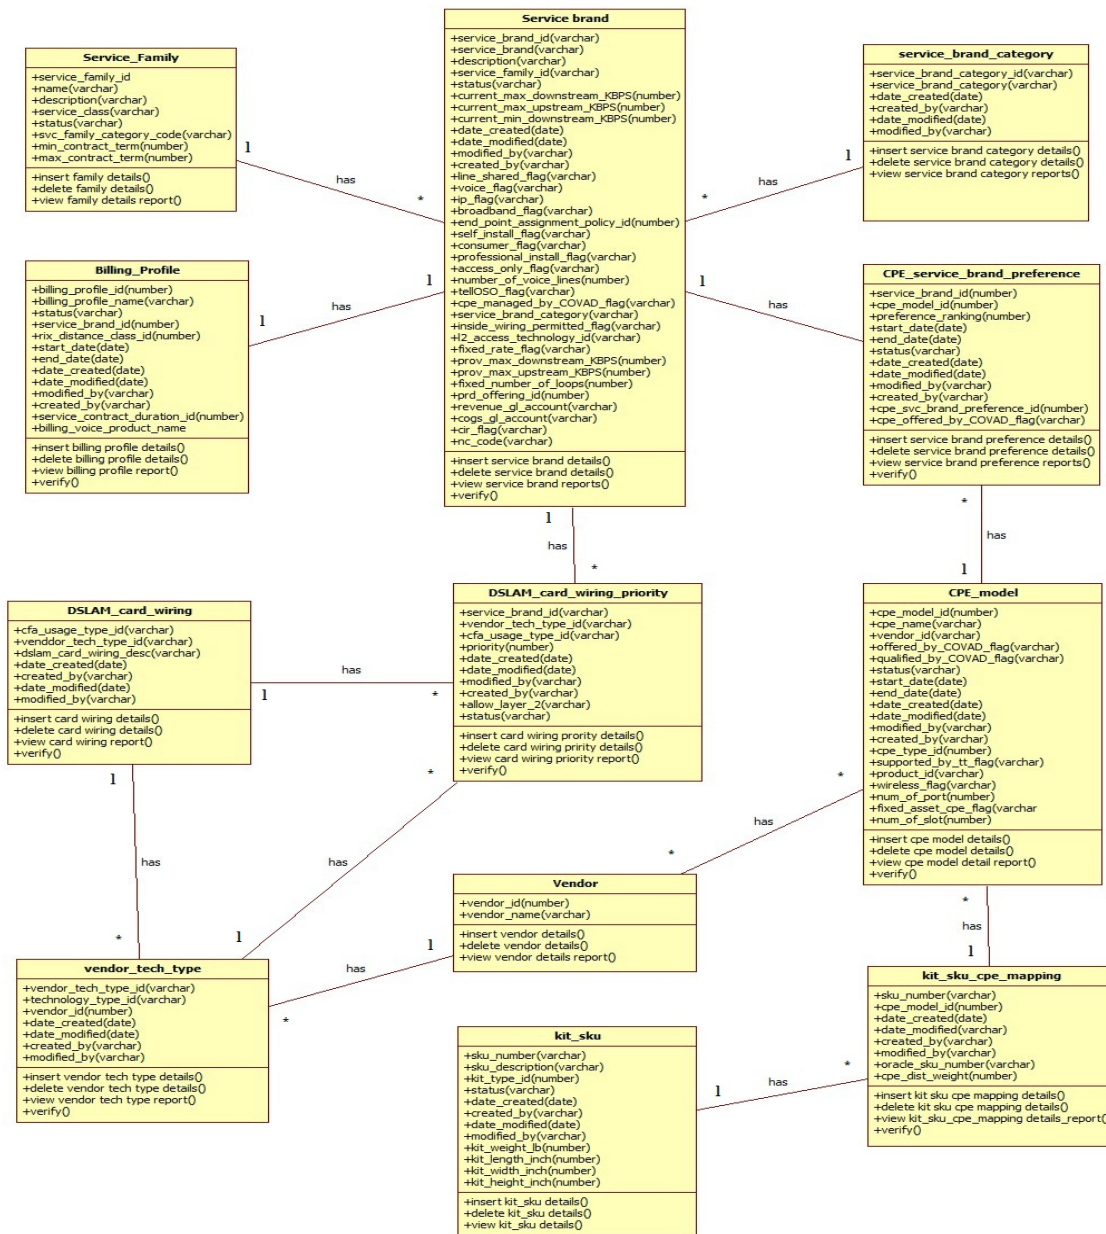 Service_Family
+service_family_id
+name(varchar)
+description(varchar)
+service_class(varchar)
+status(varchar)
+svc_family_category_code(varchar)
+min_contract_term(number)
+max_contract_term(number)
+insert family details()
+delete family details()
+view family details report()
1
has
*
Service brand
+service_brand_id(varchar)
+service_brand(varchar)
+description(varchar)
+service_family_id(varchar)
+status(varchar)
+current_max_downstream_KBPS(number)
+current_max_upstream_KBPS(number)
+current_min_downstream_KBPS(number)
+date_created(date)
+date_modified(date)
+modified_by(varchar)
+created_by(varchar)
+line_shared_flag(varchar)
+voice_flag(varchar)
+ip_flag(varchar)
+broadband_flag(varchar)
+end_point_assignment_policy_id(number)
+self_install_flag(varchar)
+consumer_flag(varchar)
+professional_install_flag(varchar)
+access_only_flag(varchar)
+number_of_voice_lines(number)
+tellOSO_flag(varchar)
+cpe_managed_by_COVAD_flag(varchar)
+service_brand_category(varchar)
+inside_wiring_permitted_flag(varchar)
+l2_access_technology_id(varchar)
+fixed_rate_flag(varchar)
+prov_max_downstream_KBPS(number)
+prov_max_upstream_KBPS(number)
+fixed_number_of_loops(number)
+prd_offering_id(number)
+revenue_gl_account(varchar)
+cogs_gl_account(varchar)
+cir_flag(varchar)
+nc_code(varchar)
+insert service brand details()
+delete service brand details()
+view service brand reports()
+verify()
service_brand_category
+service_brand_category_id(varchar)
+service_brand_category(varchar)
+date_created(date)
+created_by(varchar)
+date_modified(date)
+modified_by(varchar)
+insert service brand category details()
+delete service brand category details()
+view service brand category reports()
1
has
*
Billing_Profile
+billing_profile_id(number)
+billing_profile_name(varchar)
+status(varchar)
+service_brand_id(number)
+rix_distance_class_id(number)
+start_date(date)
+end_date(date)
+date_created(date)
+date_modified(date)
+modified_by(varchar)
+created_by(varchar)
+service_contract_duration_id(number)
+billing_voice_product_name
+insert billing profile details()
+delete billing profile details()
+view billing profile report()
+verify()
1
has
1
CPE_service_brand_preference
+service_brand_id(number)
+cpe_model_id(number)
+preference_ranking(number)
+start_date(date)
+end_date(date)
+status(varchar)
+date_created(date)
+date_modified(date)
+modified_by(varchar)
+created_by(varchar)
+cpe_svc_brand_preference_id(number)
+cpe_offered_by_COVAD_flag(varchar)
+insert service brand preference details()
+delete service brand preference details()
+view service brand preference reports()
+verify()
1
has
*
has
1
1
has
*
DSLAM_card_wiring
+cfa_usage_type_id(varchar)
+venddor_tech_type_id(varchar)
+dslam_card_wiring_desc(varchar)
+date_created(date)
+created_by(varchar)
+date_modified(date)
+modified_by(varchar)
+insert card wiring details()
+delete card wiring details()
+view card wiring report()
+verify()
has
1
*
DSLAM_card_wiring_priority
+service_brand_id(varchar)
+vendor_tech_type_id(varchar)
+cfa_usage_type_id(varchar)
+priority(number)
+date_created(date)
+date_modified(date)
+modified_by(varchar)
+created_by(varchar)
+allow_layer_2(varchar)
+status(varchar)
+insert card wiring prority details()
+delete card wiring pririty details()
+view card wiring priority report()
+verify()
CPE_model
+cpe_model_id(number)
+cpe_name(varchar)
+vendor_id(varchar)
+offered_by_COVAD_flag(varchar)
+qualified_by_COVAD_flag(varchar)
+status(varchar)
+start_date(date)
+end_date(date)
+date_created(date)
+date_modified(date)
+modified_by(varchar)
+created_by(varchar)
+cpe_type_id(number)
+supported_by_tt_flag(varchar)
+product_id(varchar)
+wireless_flag(varchar)
+num_of_port(number)
+fixed_asset_cpe_flag(varchar
+num_of_slot(number)
+insert cpe model details()
+delete cpe model details()
+view cpe model detail report()
+verify()
1
has
*
*
has
1
*
has
*
Vendor
+vendor_id(number)
+vendor_name(varchar)
+insert vendor details()
+delete vendor details()
+view vendor details report()
1
has
*
*
has
1
vendor_tech_type
+vendor_tech_type_id(varchar)
+technology_type_id(varchar)
+vendor_id(number)
+date_created(date)
+date_modified(date)
+created_by(varchar)
+modified_by(varchar)
+insert vendor tech type details()
+delete vendor tech type details()
+view vendor tech type report()
+verify()
kit_sku
+sku_number(varchar)
+sku_description(varchar)
+kit_type_id(number)
+status(varchar)
+date_created(date)
+created_by(varchar)
+date_modified(date)
+modified_by(varchar)
+kit_weight_lb(number)
+kit_length_inch(number)
+kit_width_inch(number)
+kit_height_inch(number)
+insert kit_sku details()
+delete kit_sku details()
+view kit_sku details()
1
has
*
kit_sku_cpe_mapping
+sku_number(varchar)
+cpe_model_id(number)
+date_created(date)
+date_modified(varchar)
+created_by(varchar)
+modified_by(varchar)
+oracle_sku_number(varchar)
+cpe_dist_weight(number)
+insert kit sku cpe mapping details()
+delete kit sku cpe mapping details()
+view kit_sku_cpe_mapping details_report()
+verify()